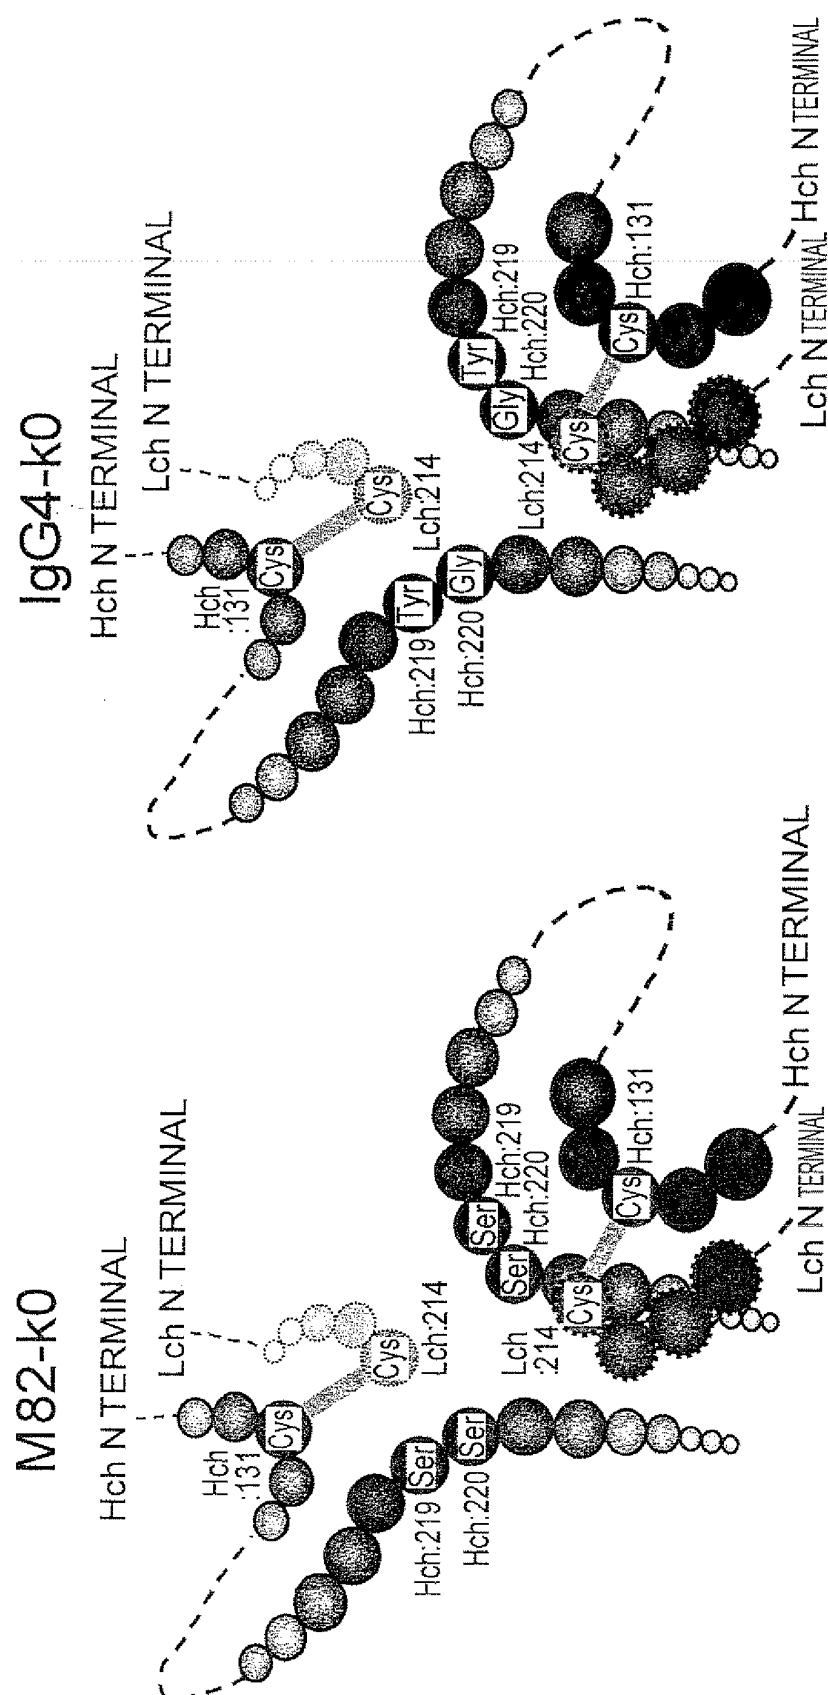 M82-k0
Hch N TERMINAL
Lch N TERMINAL
Hch
:131
Cys
Cys
Lch:214
Hch:219
Ser
Hch:220
Ser
Lch
:214
Ser
Hch:219
Ser
Hch:220
Cys
Cys
Hch:131
Lch N TERMINAL
Hch N TERMINAL
IgG4-k0
Hch N TERMINAL
Lch N TERMINAL
Hch
:131
Cys
Cys
Lch:214
Hch:219
Tyr
Hch:220
Gly
Lch:214
Tyr
Hch:219
Gly
Hch:220
Cys
Cys
Hch:131
Lch N TERMINAL
Hch N TERMINAL